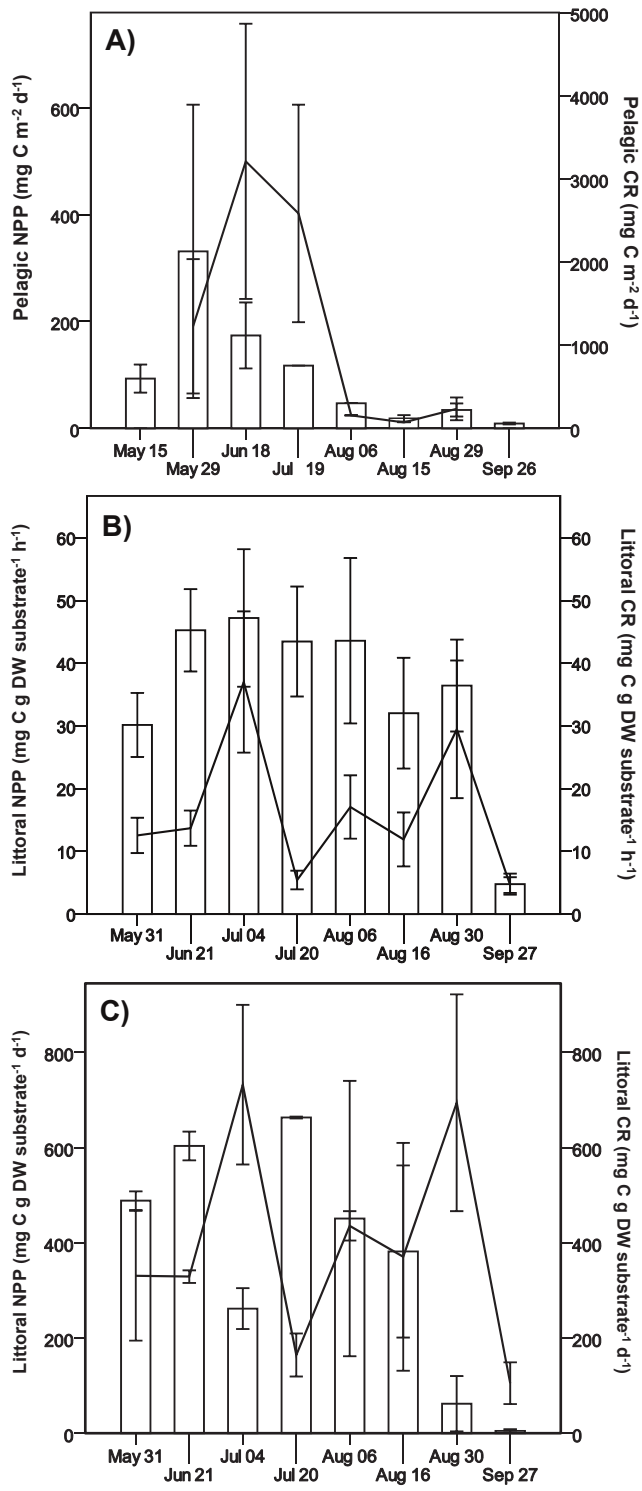 A)
Pelagic NPP (mg C m⁻² d⁻¹)
Pelagic CR (mg C m⁻² d⁻¹)
600
400
200
0
5000
4000
3000
2000
1000
0
May 15
May 29
Jun 18
Jul 19
Aug 06
Aug 15
Aug 29
Sep 26
B)
Littoral NPP (mg C g DW substrate⁻¹ h⁻¹)
Littoral CR (mg C g DW substrate⁻¹ h⁻¹)
60
50
40
30
20
10
0
60
50
40
30
20
10
0
May 31
Jun 21
Jul 04
Jul 20
Aug 06
Aug 16
Aug 30
Sep 27
C)
Littoral NPP (mg C g DW substrate⁻¹ d⁻¹)
Littoral CR (mg C g DW substrate⁻¹ d⁻¹)
800
600
400
200
0
800
600
400
200
0
May 31
Jun 21
Jul 04
Jul 20
Aug 06
Aug 16
Aug 30
Sep 27